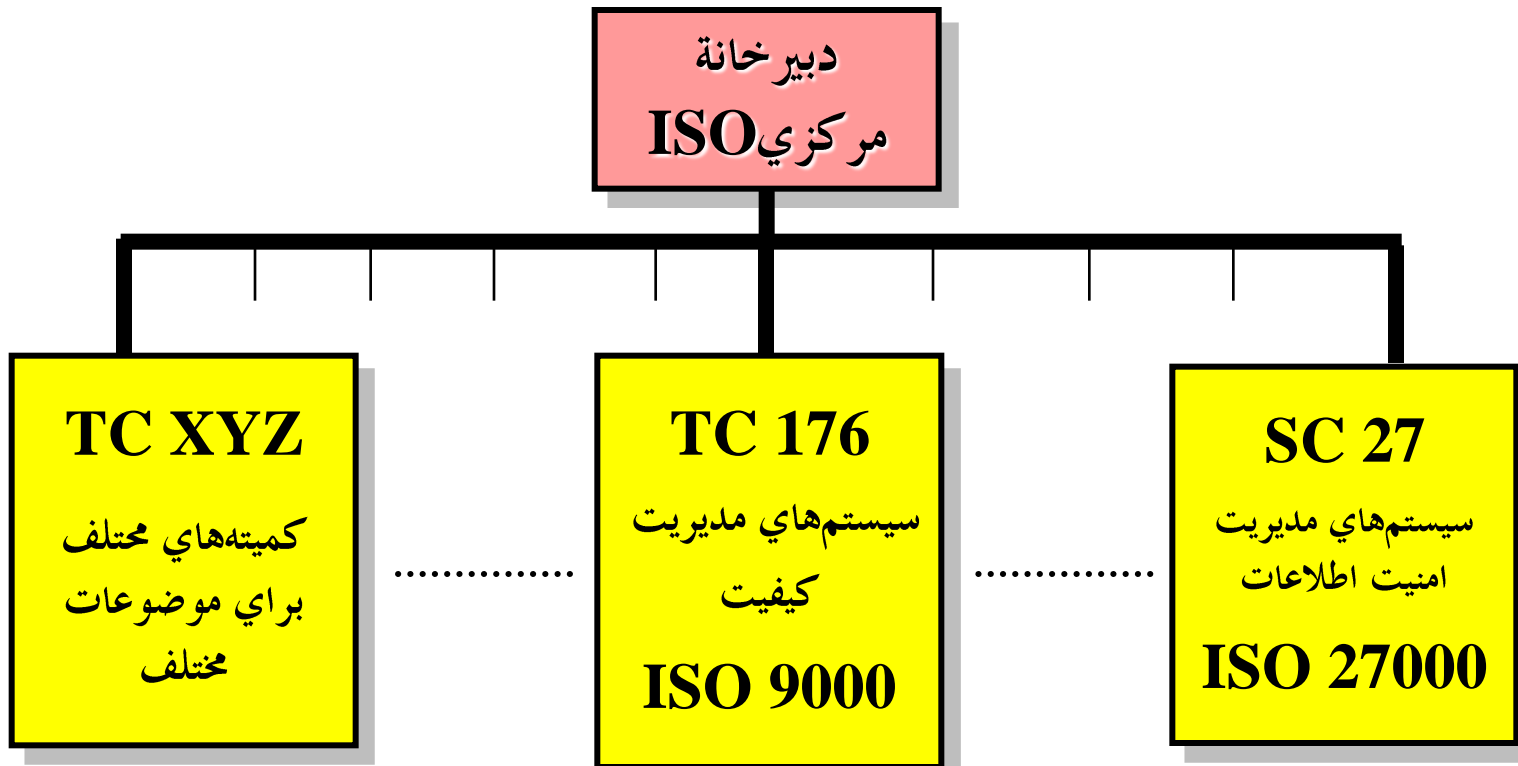 دبيرخانة
مركزيISO
TC XYZ
كميته‌هاي مختلف
براي موضوعات
مختلف
TC 176
سيستم‌هاي مديريت
كيفيت
ISO 9000
SC 27
سيستم‌هاي مديريت
امنيت اطلاعات
ISO 27000